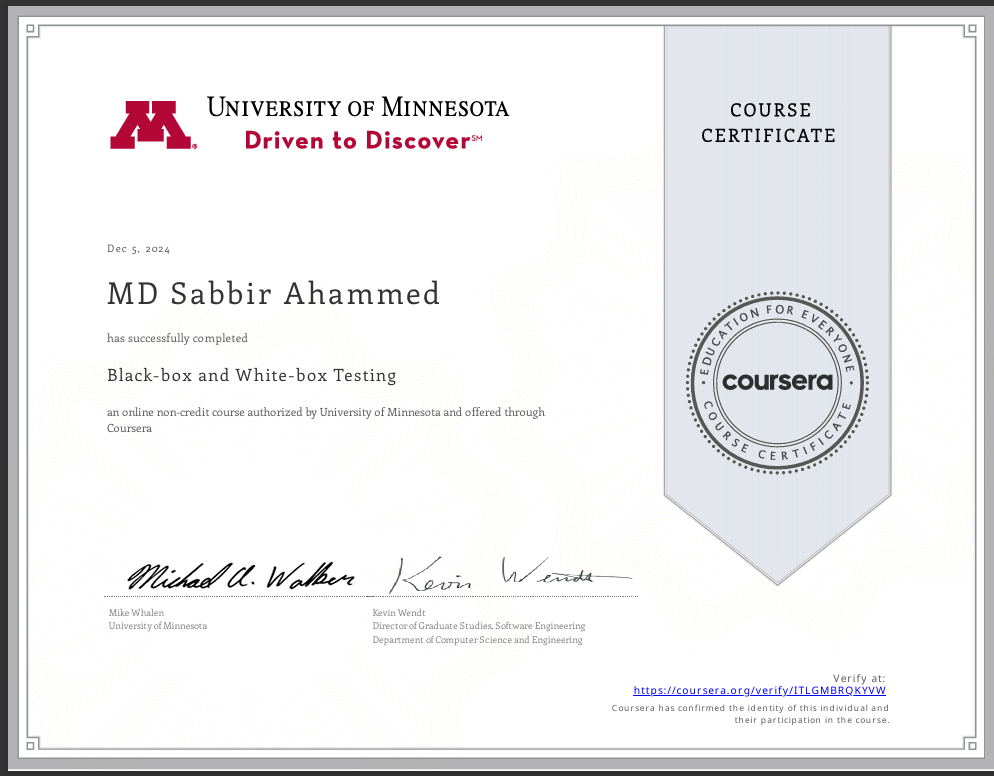 UNIVERSITY OF MINNESOTA
Driven to Discover℠
COURSE
CERTIFICATE
Dec 5, 2024
MD Sabbir Ahammed
has successfully completed
Black-box and White-box Testing
an online non-credit course authorized by University of Minnesota and offered through
Coursera
EDUCATION FOR EVERYONE
coursera
COURSE CERTIFICATE
Michael A. Whalen
Kevin Wendt
Mike Whalen
University of Minnesota
Kevin Wendt
Director of Graduate Studies, Software Engineering
Department of Computer Science and Engineering
Verify at:
https://coursera.org/verify/ITLGMBRQKYVW
Coursera has confirmed the identity of this individual and
their participation in the course.